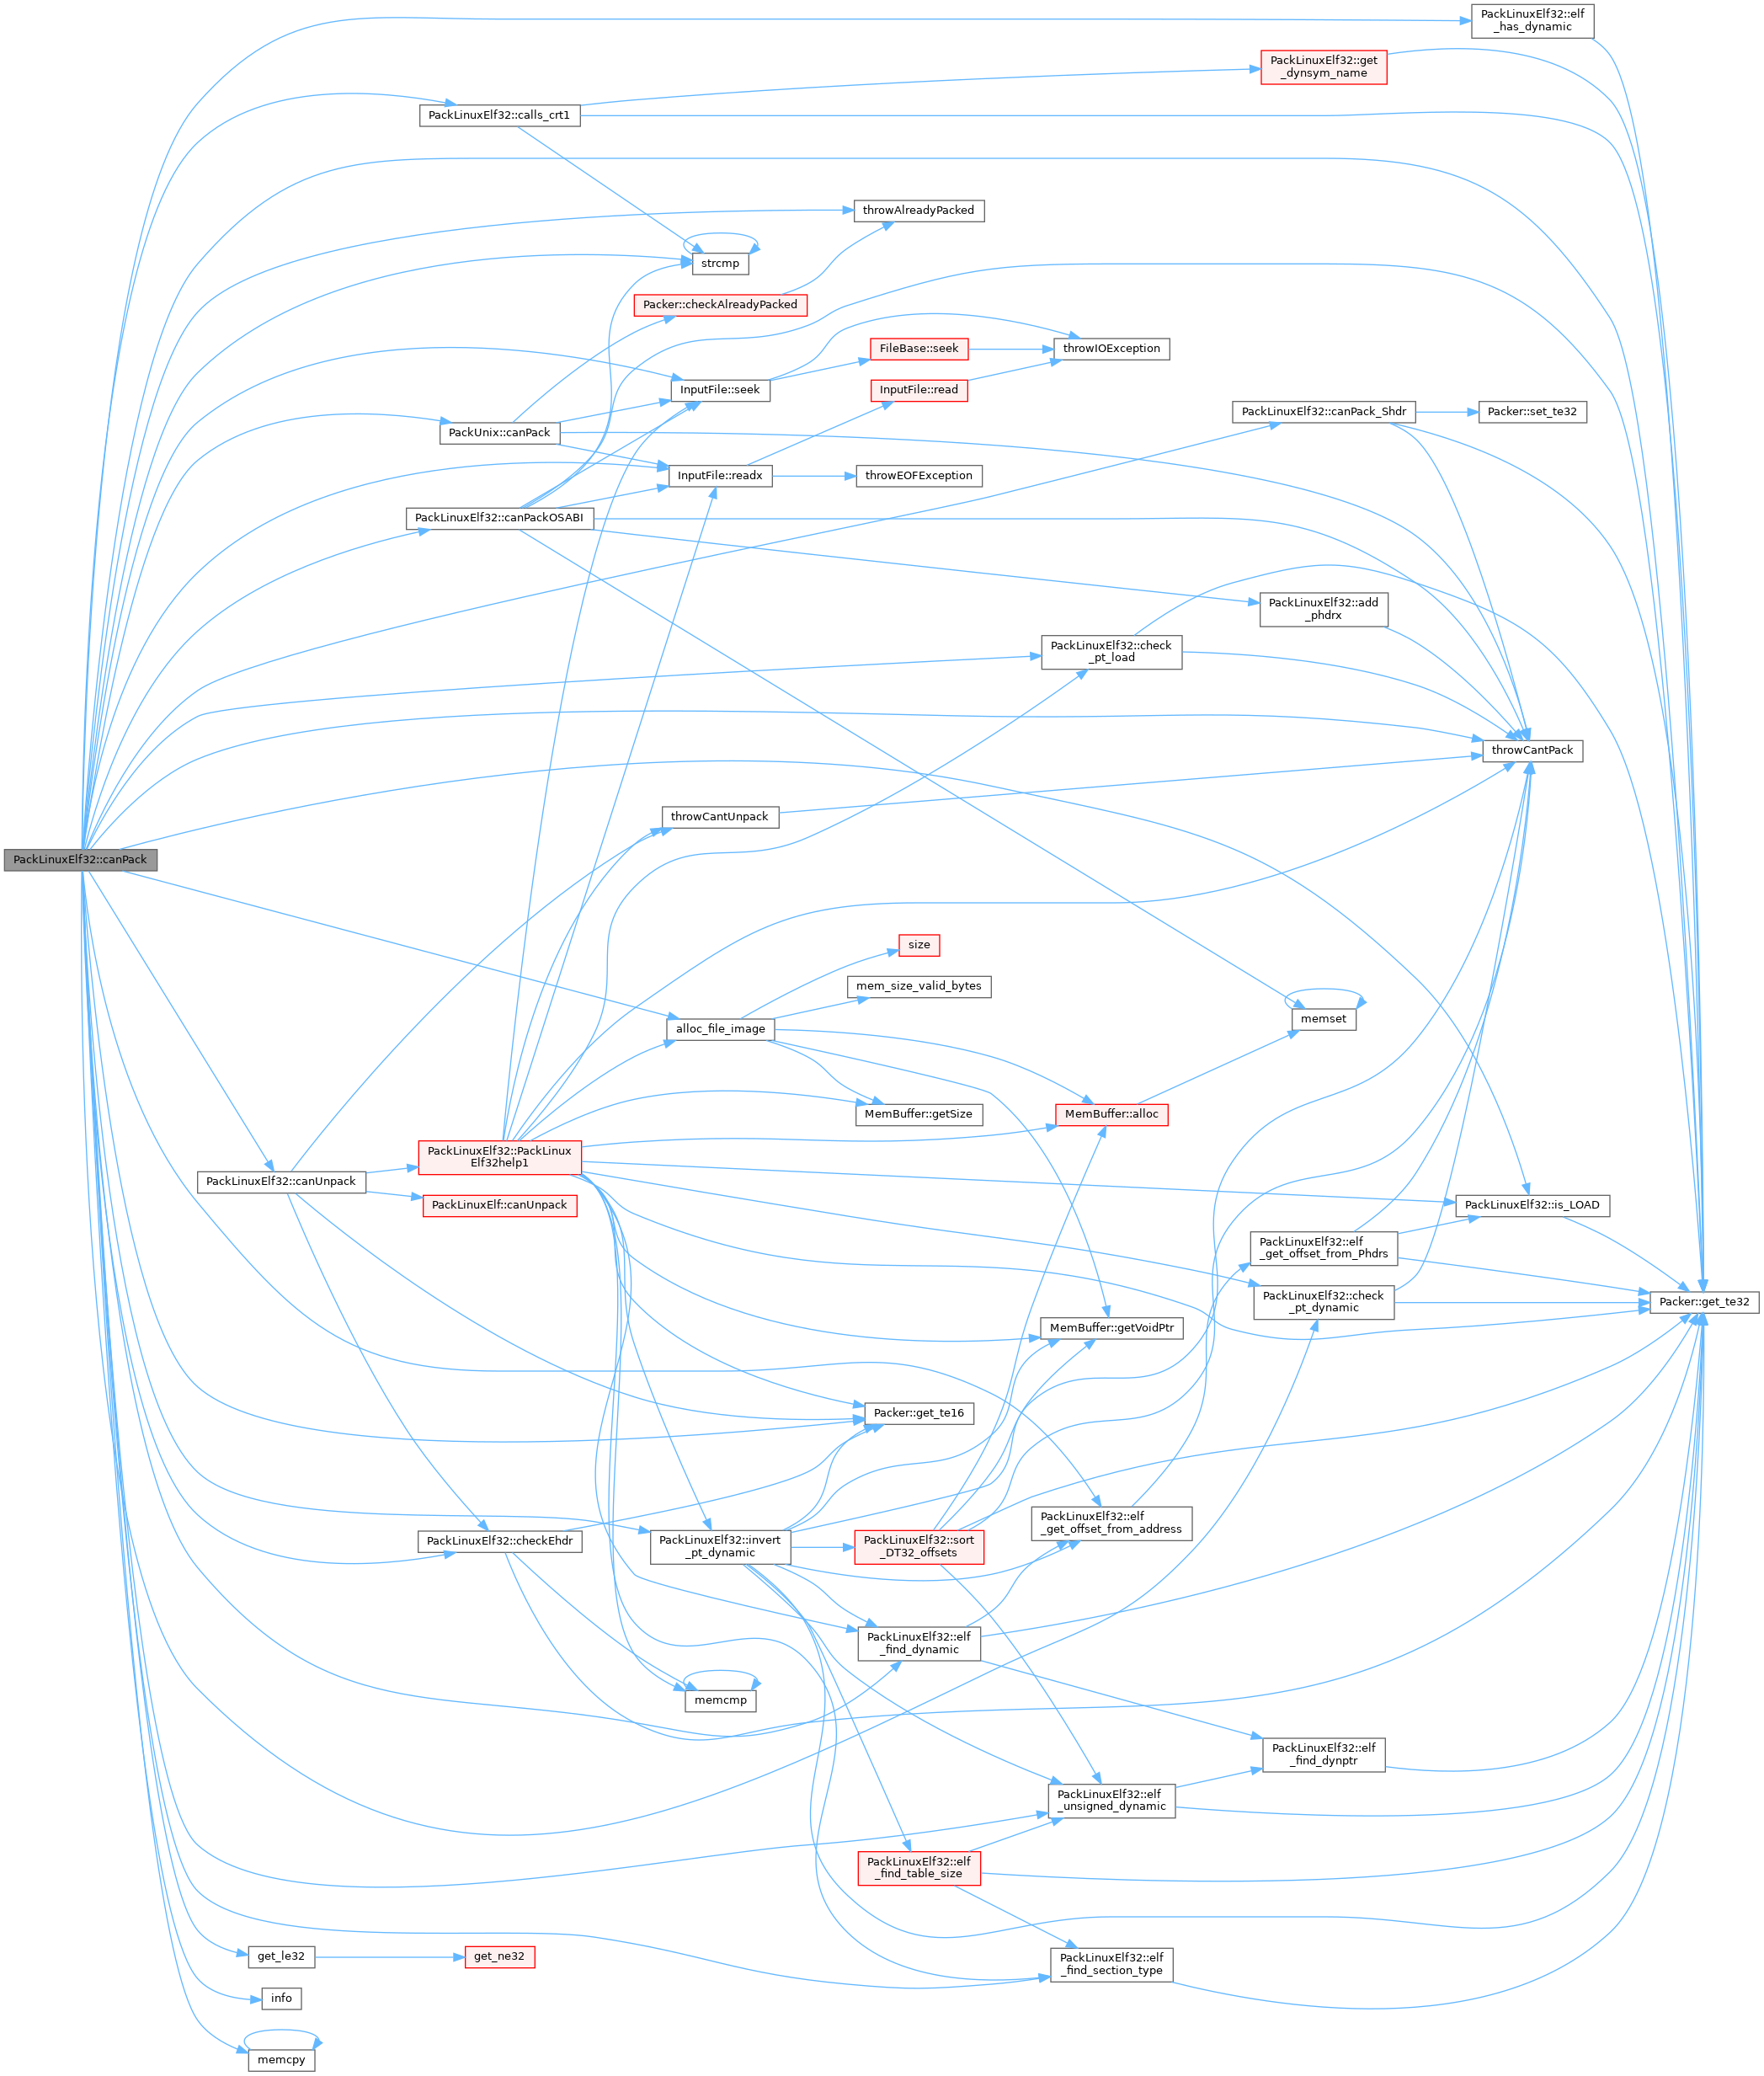 PackLinuxElf32::elf
_has_dynamic
PackLinuxElf32::get
_dynsym_name
PackLinuxElf32::calls_crt1
throwAlreadyPacked
strcmp
Packer::checkAlreadyPacked
FileBase::seek
throwIOException
InputFile::seek
InputFile::read
PackLinuxElf32::canPack_Shdr
Packer::set_te32
PackUnix::canPack
InputFile::readx
throwEOFException
PackLinuxElf32::canPackOSABI
PackLinuxElf32::add
_phdrx
PackLinuxElf32::check
_pt_load
throwCantPack
throwCantUnpack
PackLinuxElf32::canPack
size
mem_size_valid_bytes
memset
alloc_file_image
MemBuffer::getSize
MemBuffer::alloc
PackLinuxElf32::PackLinux
Elf32help1
PackLinuxElf32::canUnpack
PackLinuxElf::canUnpack
PackLinuxElf32::is_LOAD
PackLinuxElf32::elf
_get_offset_from_Phdrs
PackLinuxElf32::check
_pt_dynamic
Packer::get_te32
MemBuffer::getVoidPtr
Packer::get_te16
PackLinuxElf32::elf
_get_offset_from_address
PackLinuxElf32::checkEhdr
PackLinuxElf32::invert
_pt_dynamic
PackLinuxElf32::sort
_DT32_offsets
PackLinuxElf32::elf
_find_dynamic
memcmp
PackLinuxElf32::elf
_find_dynptr
PackLinuxElf32::elf
_unsigned_dynamic
PackLinuxElf32::elf
_find_table_size
get_le32
get_ne32
PackLinuxElf32::elf
_find_section_type
info
memcpy